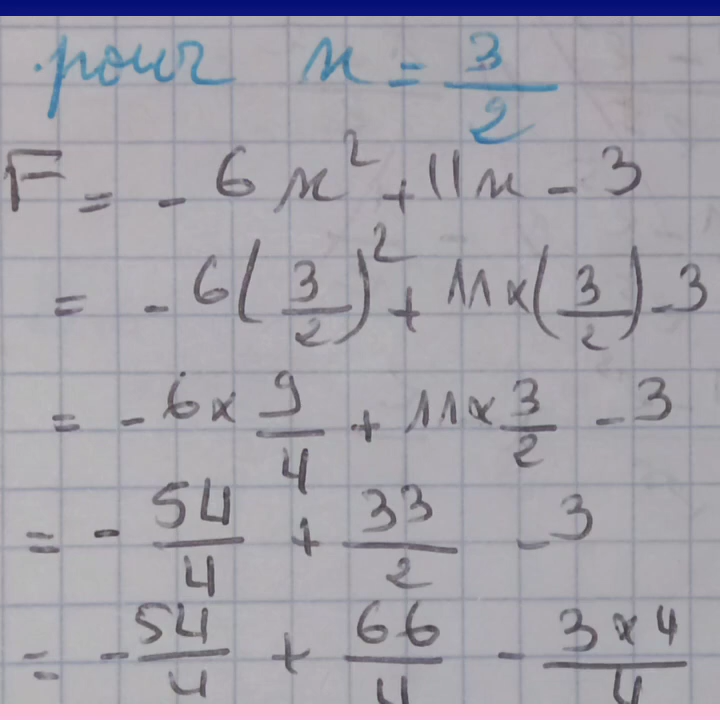 pour x = 3/2
F = -6x² + 11x - 3
= -6(3/2)² + 11×(3/2) - 3
= -6×9/4 + 11×3/2 - 3
= -54/4 + 33/2 - 3
= -54/4 + 66/4 - 3×4/4